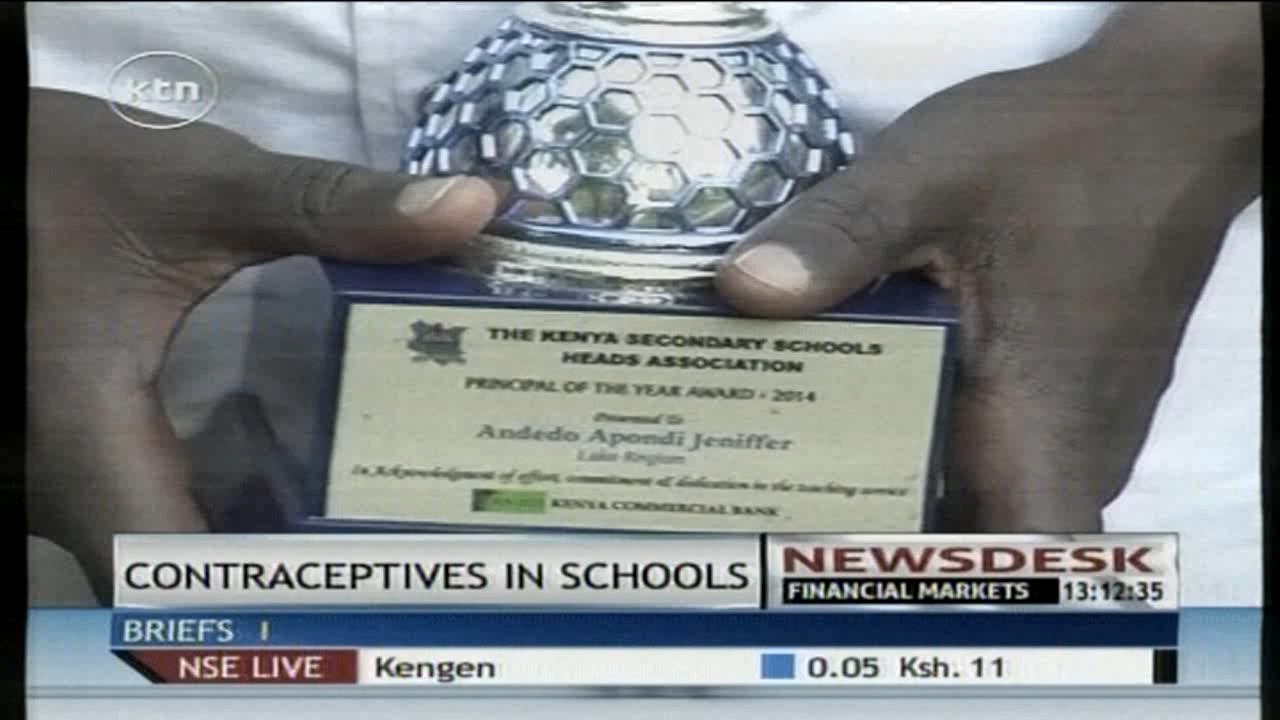 ktn
THE KENYA SECONDARY SCHOOLS
HEADS ASSOCIATION
PRINCIPAL OF THE YEAR AWARD - 2014
Presented To
Andedo Apondi Jeniffer
Lake Region
In Acknowledgment of effort, commitment & dedication to the teaching service
KENYA COMMERCIAL BANK
CONTRACEPTIVES IN SCHOOLS
NEWSDESK
FINANCIAL MARKETS 13:12:35
BRIEFS
NSE LIVE Kengen 0.05 Ksh. 11